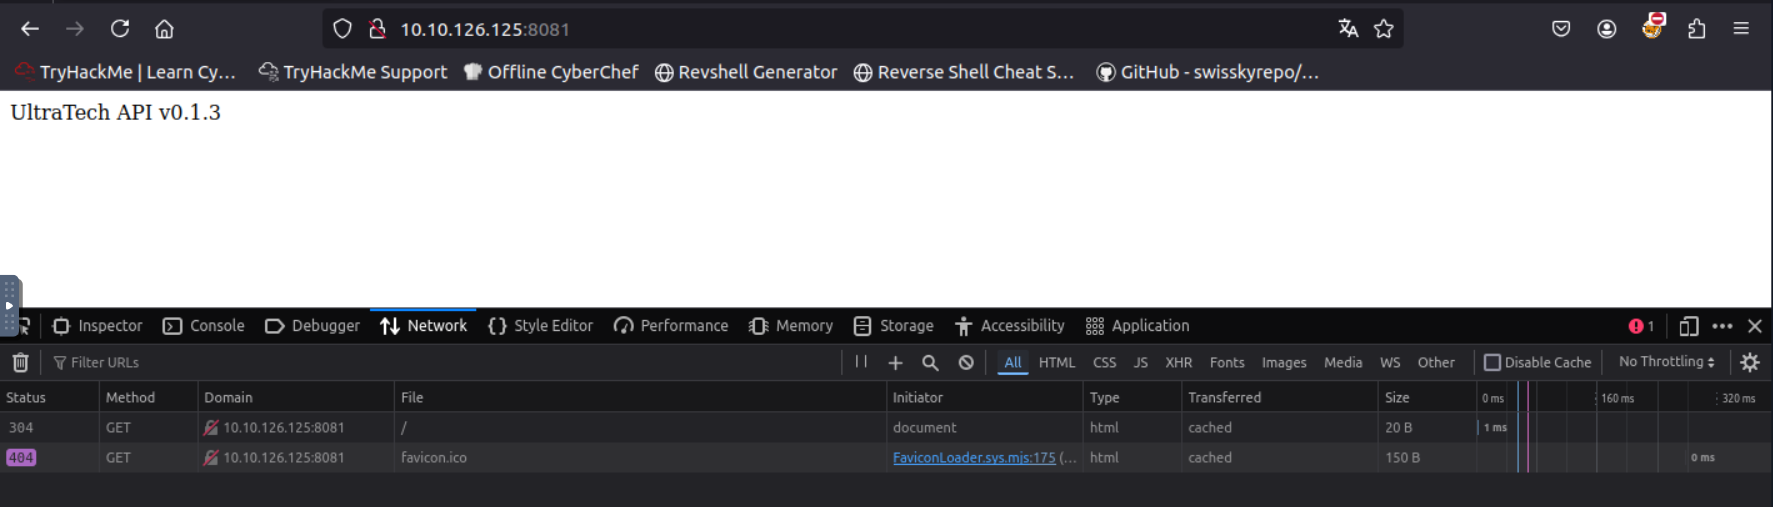 10.10.126.125:8081
TryHackMe | Learn Cy... TryHackMe Support Offline CyberChef Revshell Generator Reverse Shell Cheat S... GitHub - swisskyrepo/...
UltraTech API v0.1.3
Inspector Console Debugger Network Style Editor Performance Memory Storage Accessibility Application 1
Filter URLs All HTML CSS JS XHR Fonts Images Media WS Other Disable Cache No Throttling
Status Method Domain File Initiator Type Transferred Size 0 ms 160 ms 320 ms
304 GET 10.10.126.125:8081 / document html cached 20 B 1 ms
404 GET 10.10.126.125:8081 favicon.ico FaviconLoader.sys.mjs:175 (... html cached 150 B 0 ms